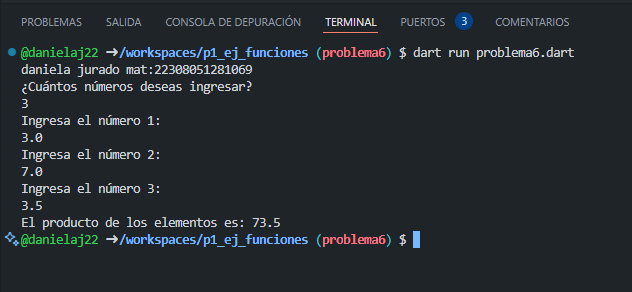 PROBLEMAS SALIDA CONSOLA DE DEPURACIÓN TERMINAL PUERTOS 3 COMENTARIOS
@danielaj22 ➜/workspaces/p1_ej_funciones (problema6) $ dart run problema6.dart
daniela jurado mat:22308051281069
¿Cuántos números deseas ingresar?
3
Ingresa el número 1:
3.0
Ingresa el número 2:
7.0
Ingresa el número 3:
3.5
El producto de los elementos es: 73.5
@danielaj22 ➜/workspaces/p1_ej_funciones (problema6) $